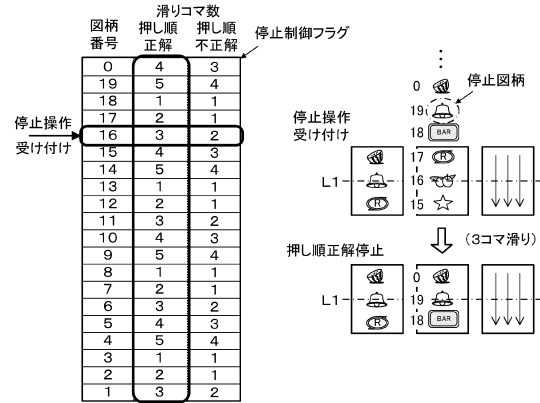 滑りコマ数
図柄番号 押し順正解 押し順不正解
停止制御フラグ
0 4 3
19 5 4
18 1 1
17 2 1
16 3 2
15 4 3
14 5 4
13 1 1
12 2 1
11 3 2
10 4 3
9 5 4
8 1 1
7 2 1
6 3 2
5 4 3
4 5 4
3 1 1
2 2 1
1 3 2
停止操作
受け付け
停止図柄
0
19
停止操作
受け付け
18 BAR
17 R
L1 16
R 15
(3コマ滑り)
押し順正解停止
0
L1 19
R 18 BAR